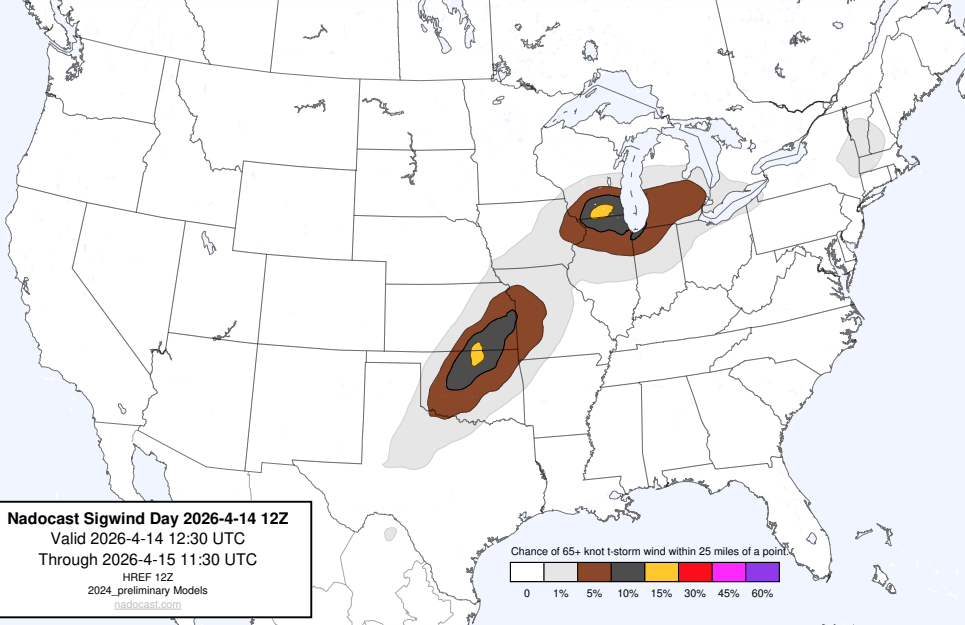 Nadocast Sigwind Day 2026-4-14 12Z
Valid 2026-4-14 12:30 UTC
Through 2026-4-15 11:30 UTC
HREF 12Z
2024_preliminary Models
nadocast.com
Chance of 65+ knot t-storm wind within 25 miles of a point.
0 1% 5% 10% 15% 30% 45% 60%